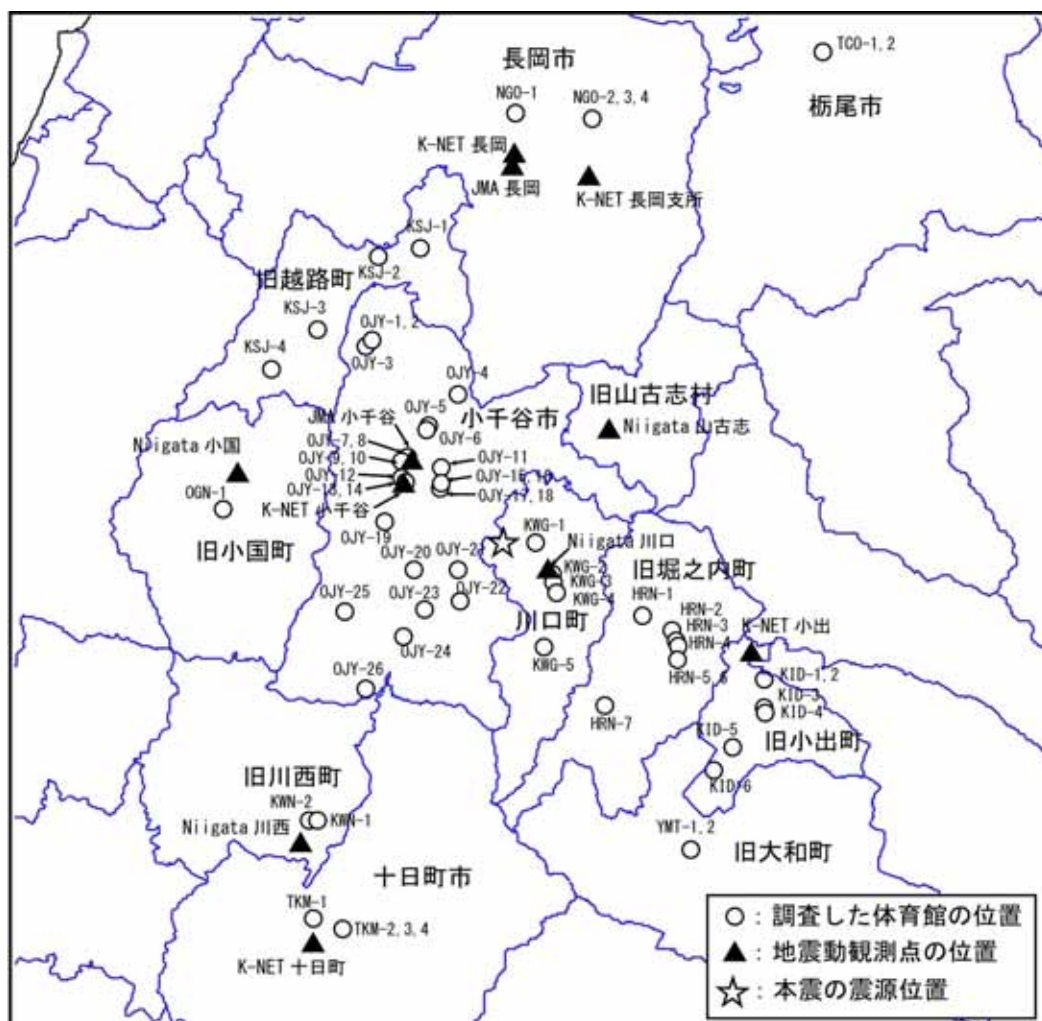 TCO-1, 2
長岡市
栃尾市
NGO-1
NGO-2, 3, 4
K-NET 長岡
JMA 長岡
K-NET 長岡支所
KSJ-1
KSJ-2
旧越路町
KSJ-3
OJY-1, 2
KSJ-4
OJY-3
OJY-4
旧山古志村
OJY-5
小千谷市
JMA 小千谷
OJY-6
Niigata 山古志
OJY-7, 8
Niigata 小国
OJY-9, 10
OJY-11
OJY-12
OJY-13, 14
OJY-15, 16
OGN-1
OJY-17, 18
K-NET 小千谷
OJY-19
KWG-1
旧小国町
Niigata 川口
OJY-20
OJY-21
KWG-2
旧堀之内町
KWG-3
OJY-22
KWG-4
HRN-1
OJY-25
OJY-23
HRN-2
川口町
HRN-3
K-NET 小出
HRN-4
OJY-24
KWG-5
HRN-5, 6
KID-1, 2
OJY-26
KID-3
KID-4
HRN-7
KID-5
旧小出町
旧川西町
KID-6
KWN-2
KWN-1
YMT-1, 2
Niigata 川西
旧大和町
十日町市
TKM-1
TKM-2, 3, 4
K-NET 十日町
○ : 調査した体育館の位置
▲ : 地震動観測点の位置
☆ : 本震の震源位置